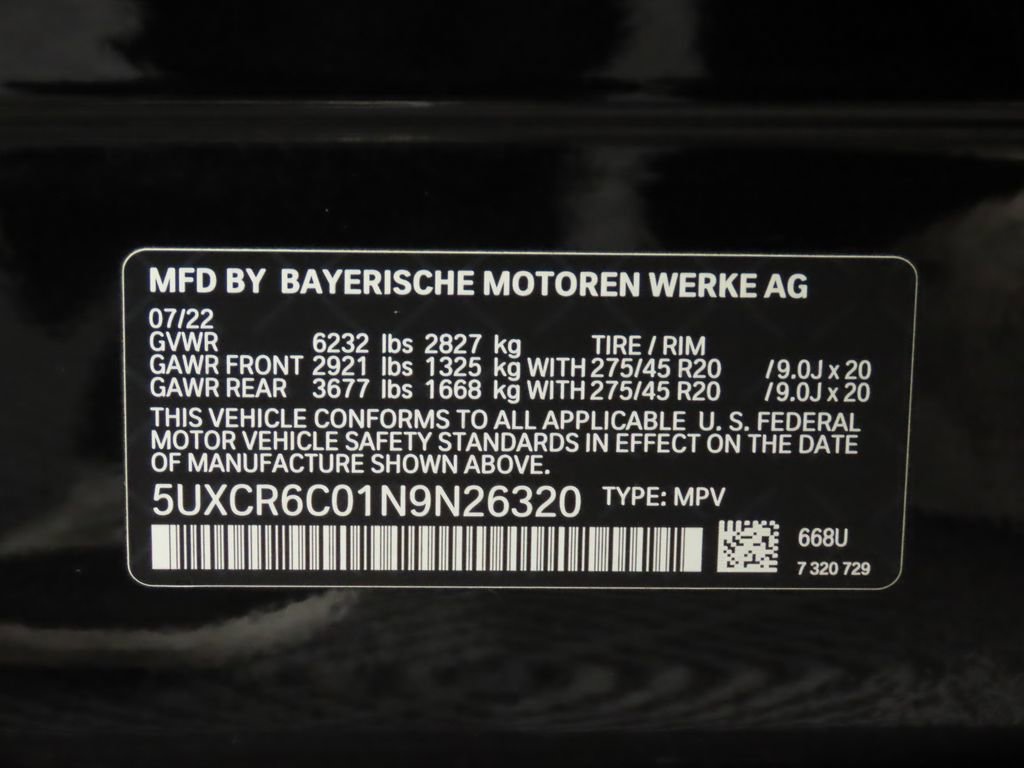 MFD BY BAYERISCHE MOTOREN WERKE AG
07/22
GVWR 6232 lbs 2827 kg TIRE / RIM
GAWR FRONT 2921 lbs 1325 kg WITH 275/45 R20 / 9.0J x 20
GAWR REAR 3677 lbs 1668 kg WITH 275/45 R20 / 9.0J x 20
THIS VEHICLE CONFORMS TO ALL APPLICABLE U. S. FEDERAL
MOTOR VEHICLE SAFETY STANDARDS IN EFFECT ON THE DATE
OF MANUFACTURE SHOWN ABOVE.
5UXCR6C01N9N26320 TYPE: MPV
668U
7 320 729